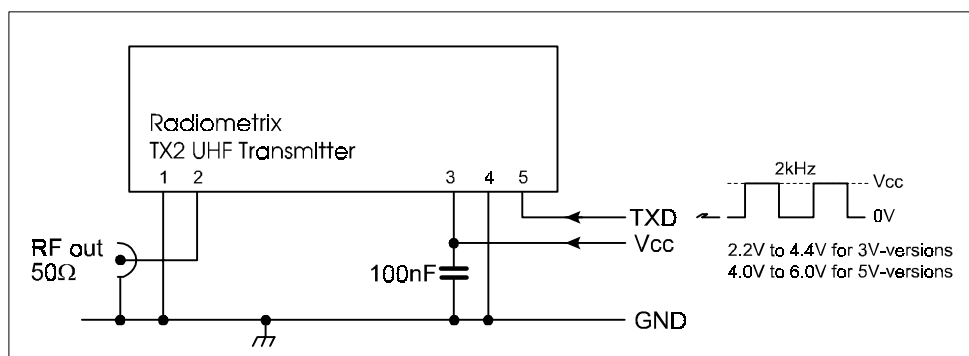 Radiometrix
TX2 UHF Transmitter
1 2 3 4 5
2kHz
Vcc
0V
TXD
Vcc
2.2V to 4.4V for 3V-versions
4.0V to 6.0V for 5V-versions
RF out
50Ω
100nF
GND